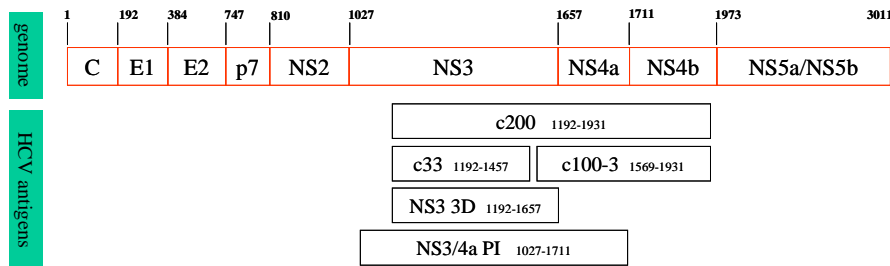 1 192 384 747 810 1027 1657 1711 1973 3011
genome
C E1 E2 p7 NS2 NS3 NS4a NS4b NS5a/NS5b
HCV antigens
c200 1192-1931
c33 1192-1457 c100-3 1569-1931
NS3 3D 1192-1657
NS3/4a PI 1027-1711